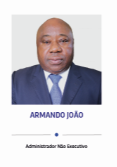 ARMANDO JOÃO
Administrador Não Executivo